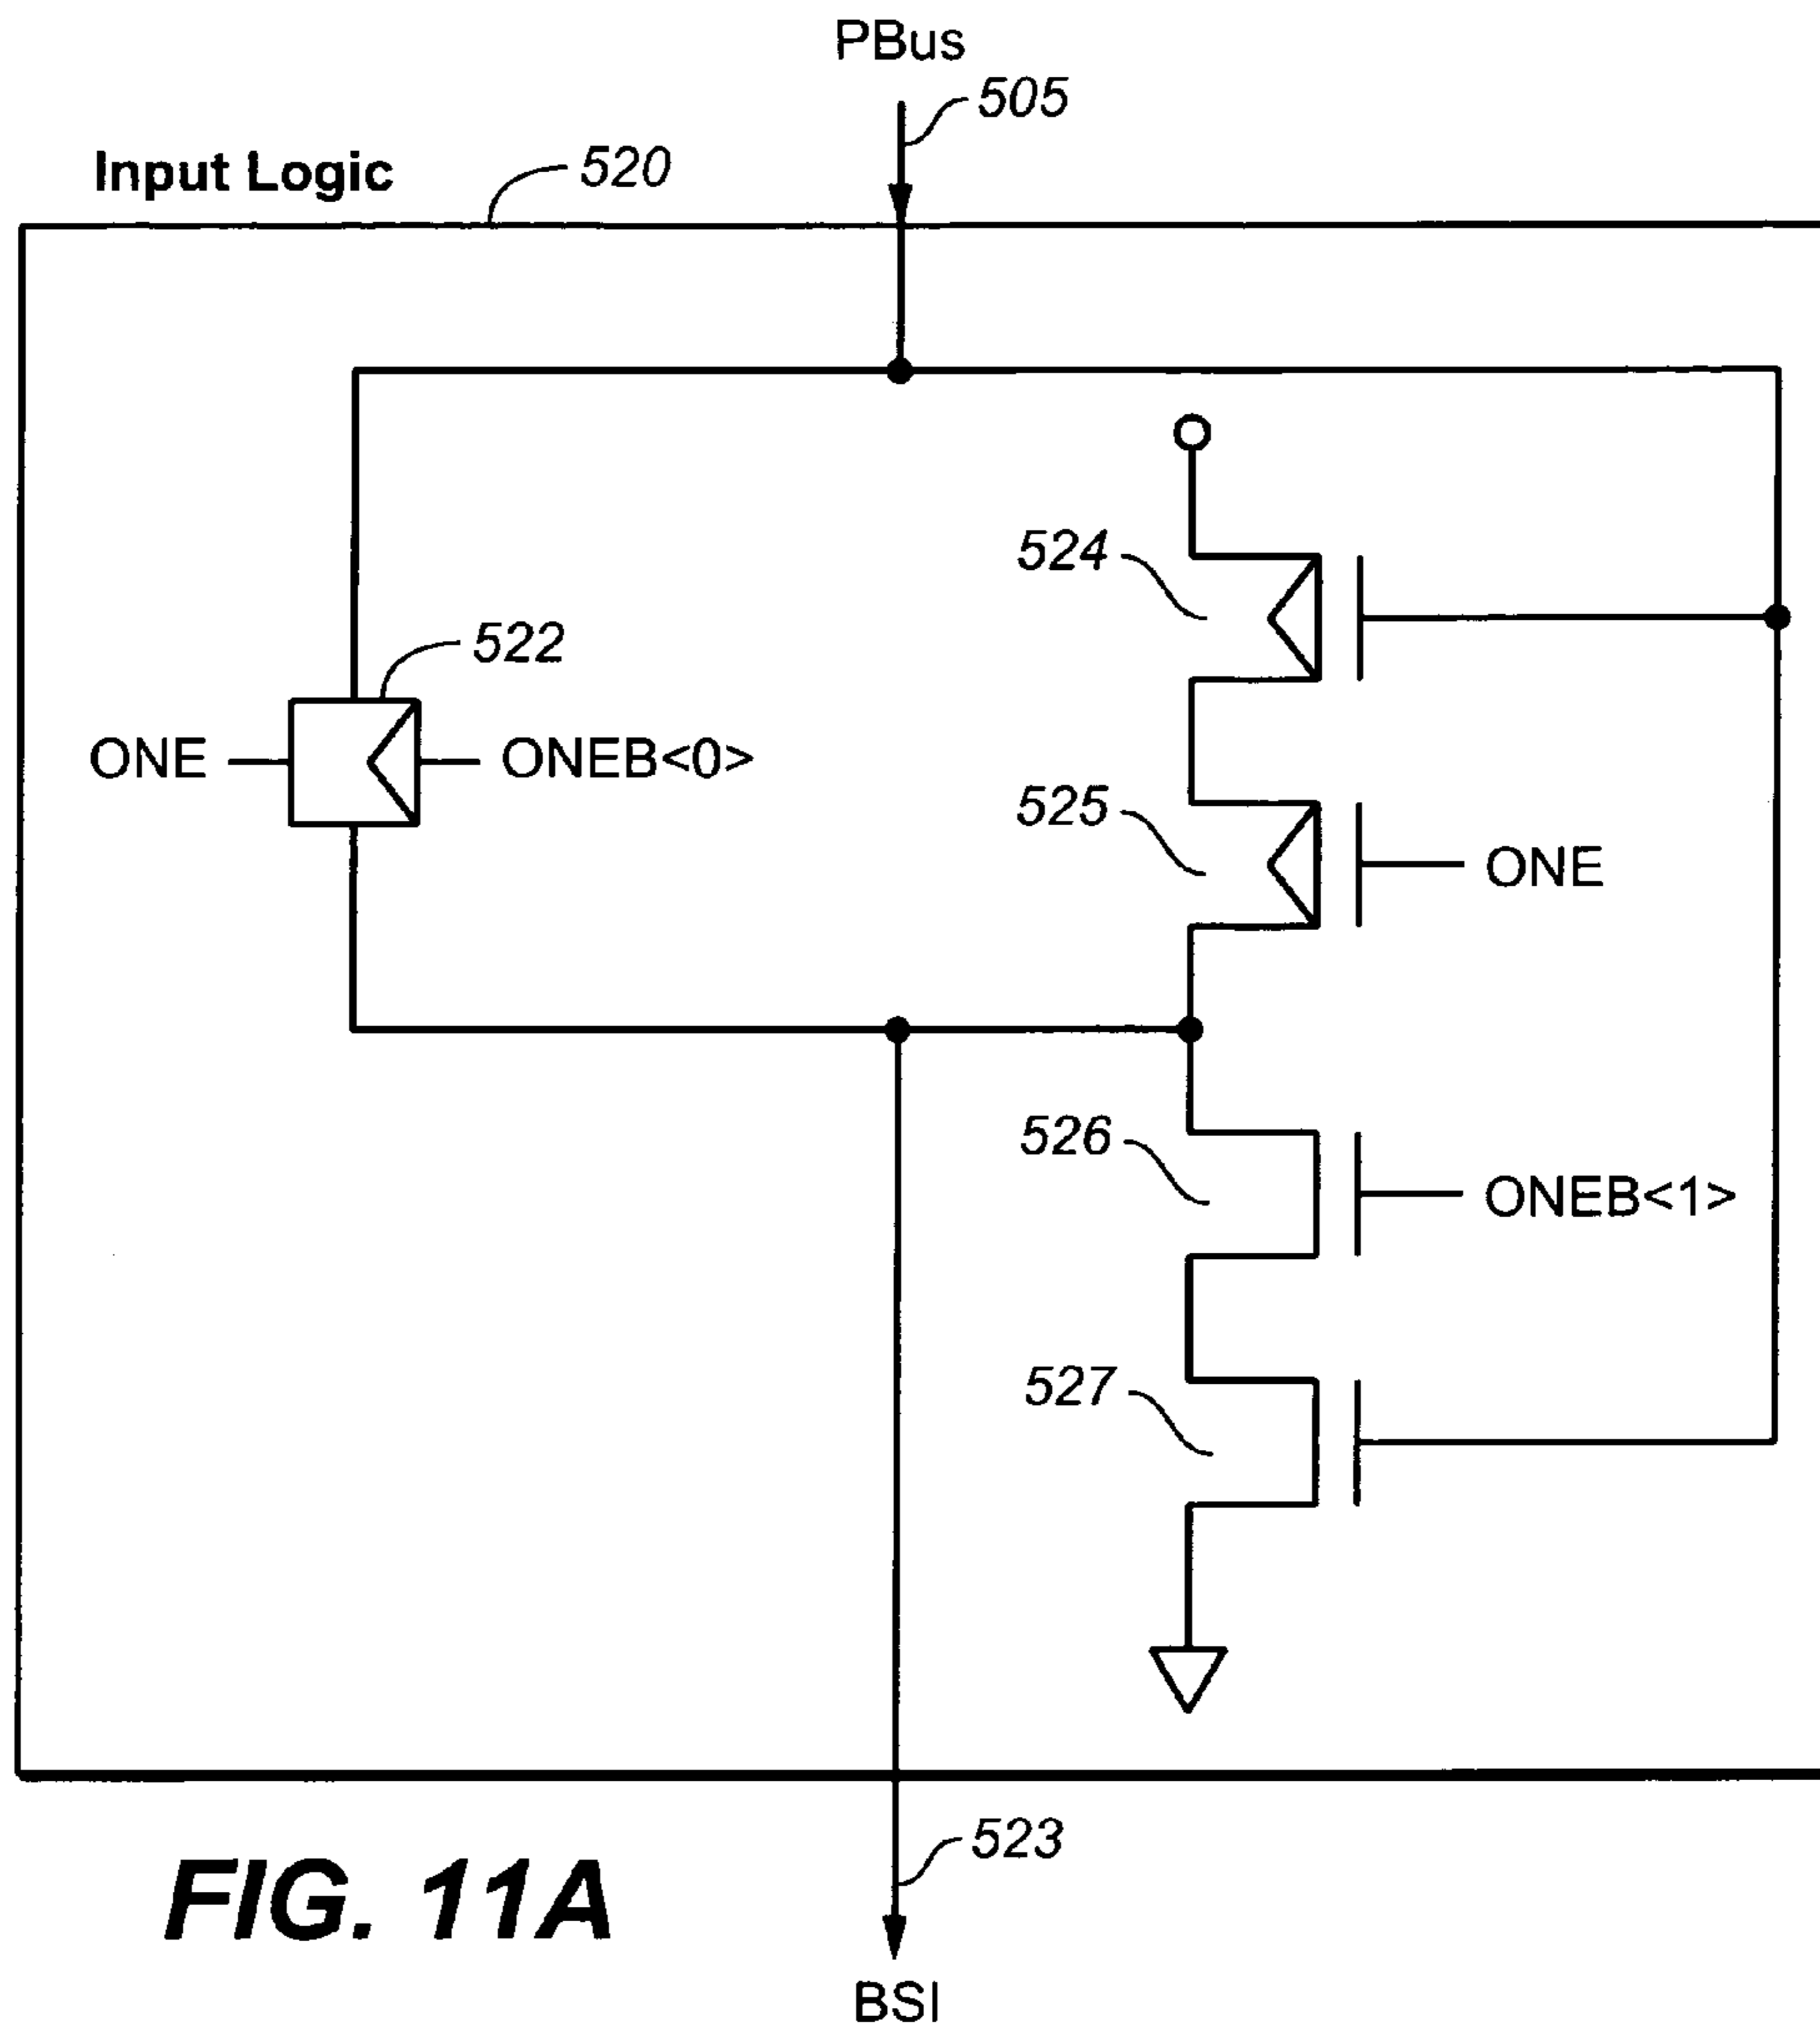 PBus
505
Input Logic
520
524
522
ONE
ONEB<0>
525
ONE
526
ONEB<1>
527
523
FIG. 11A
BSI